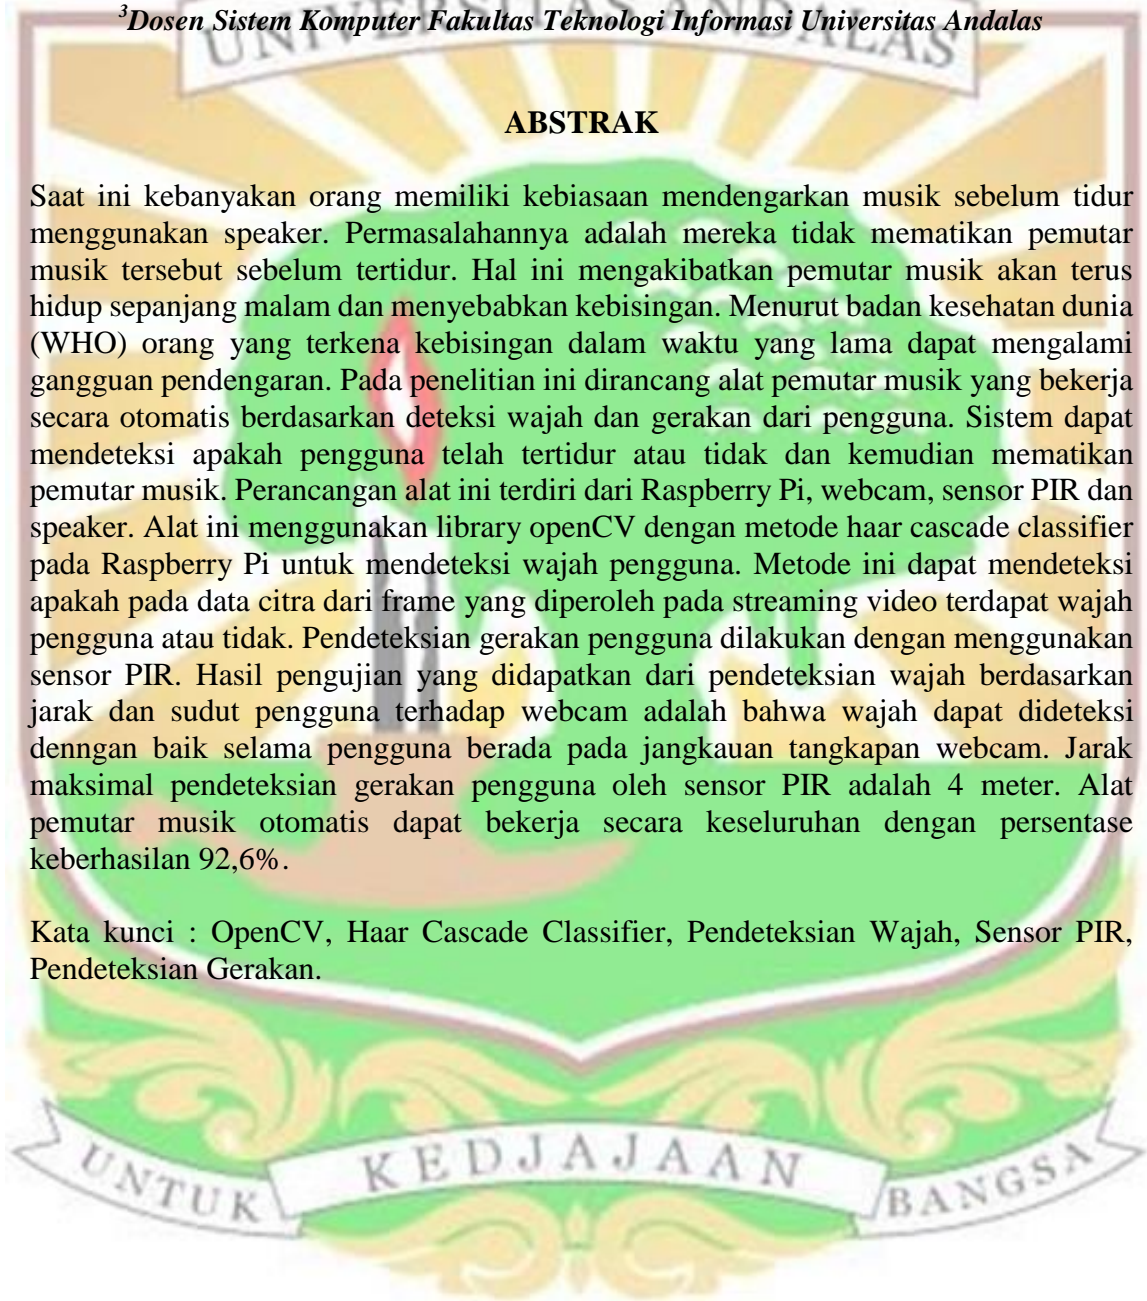 ³Dosen Sistem Komputer Fakultas Teknologi Informasi Universitas Andalas
UNIVERSITAS ANDALAS
ABSTRAK
Saat ini kebanyakan orang memiliki kebiasaan mendengarkan musik sebelum tidur
menggunakan speaker. Permasalahannya adalah mereka tidak mematikan pemutar
musik tersebut sebelum tertidur. Hal ini mengakibatkan pemutar musik akan terus
hidup sepanjang malam dan menyebabkan kebisingan. Menurut badan kesehatan dunia
(WHO) orang yang terkena kebisingan dalam waktu yang lama dapat mengalami
gangguan pendengaran. Pada penelitian ini dirancang alat pemutar musik yang bekerja
secara otomatis berdasarkan deteksi wajah dan gerakan dari pengguna. Sistem dapat
mendeteksi apakah pengguna telah tertidur atau tidak dan kemudian mematikan
pemutar musik. Perancangan alat ini terdiri dari Raspberry Pi, webcam, sensor PIR dan
speaker. Alat ini menggunakan library openCV dengan metode haar cascade classifier
pada Raspberry Pi untuk mendeteksi wajah pengguna. Metode ini dapat mendeteksi
apakah pada data citra dari frame yang diperoleh pada streaming video terdapat wajah
pengguna atau tidak. Pendeteksian gerakan pengguna dilakukan dengan menggunakan
sensor PIR. Hasil pengujian yang didapatkan dari pendeteksian wajah berdasarkan
jarak dan sudut pengguna terhadap webcam adalah bahwa wajah dapat dideteksi
denngan baik selama pengguna berada pada jangkauan tangkapan webcam. Jarak
maksimal pendeteksian gerakan pengguna oleh sensor PIR adalah 4 meter. Alat
pemutar musik otomatis dapat bekerja secara keseluruhan dengan persentase
keberhasilan 92,6%.
Kata kunci : OpenCV, Haar Cascade Classifier, Pendeteksian Wajah, Sensor PIR,
Pendeteksian Gerakan.
UNTUK KEDJAJAAN BANGSA